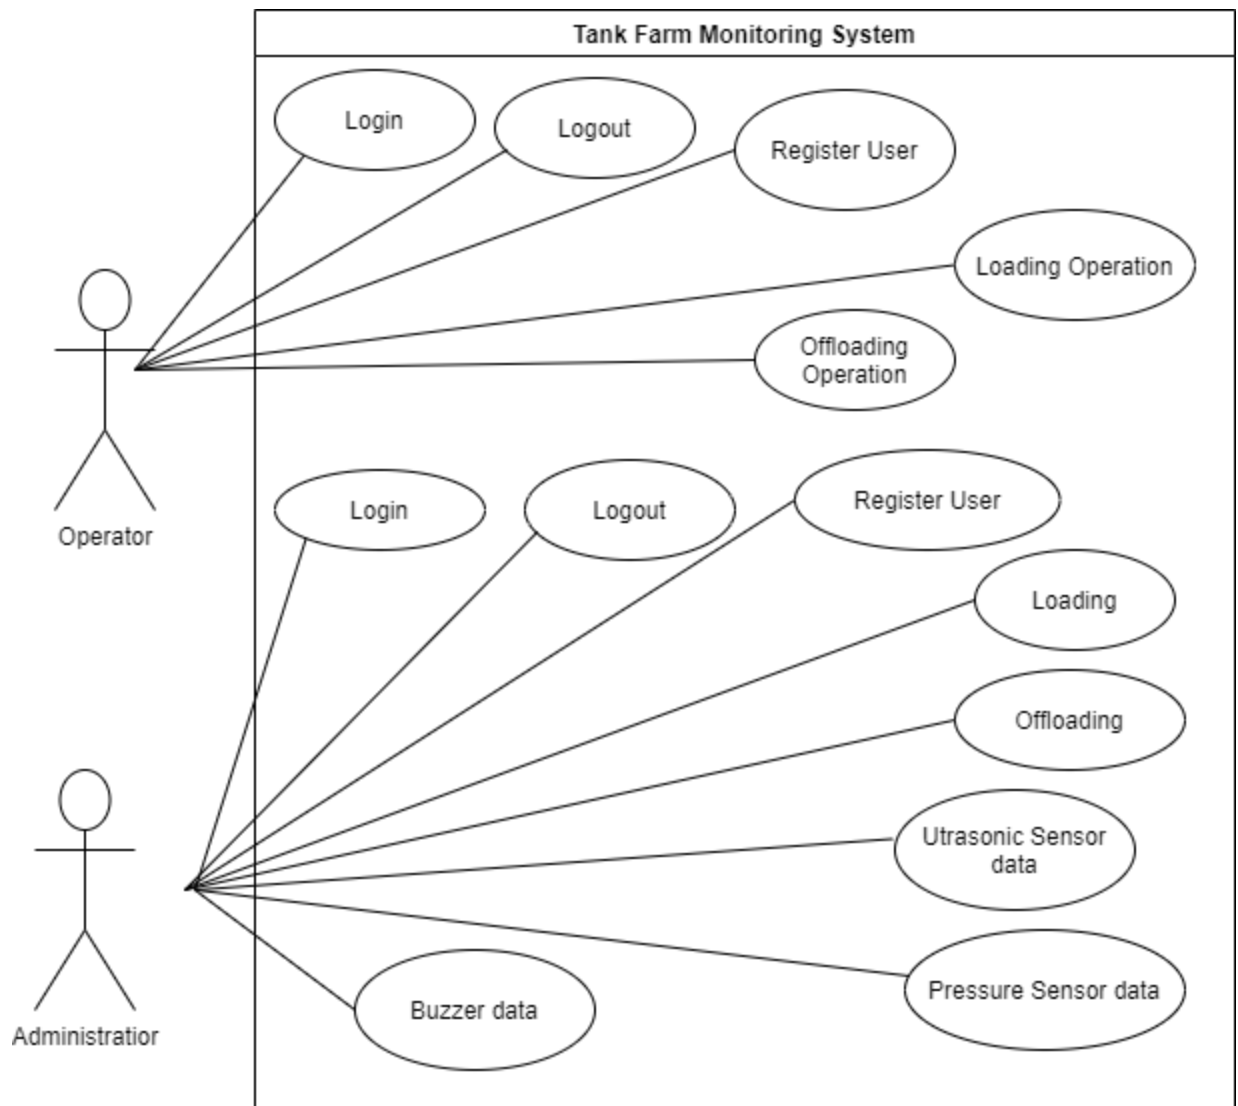 Tank Farm Monitoring System
Login
Logout
Register User
Loading Operation
Offloading
Operation
Operator
Login
Logout
Register User
Loading
Offloading
Utrasonic Sensor
data
Pressure Sensor data
Buzzer data
Administratior